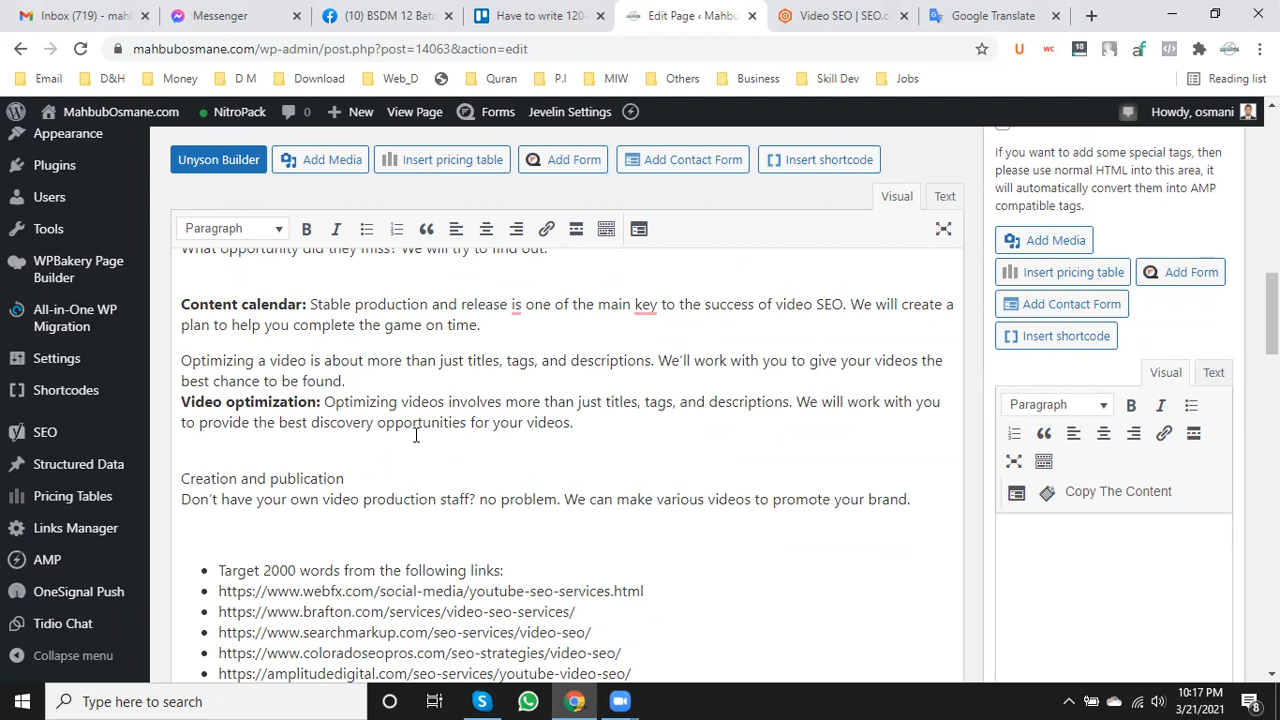 Inbox (719) - mahl
Messenger
(10) BSDM 12 Batc
Have to write 120-
Edit Page ‹ Mahbu
Video SEO | SEO.c
Google Translate
mahbubosmane.com/wp-admin/post.php?post=14063&action=edit
Email
D&H
Money
D M
Download
Web_D
Quran
P.I
MIW
Others
Business
Skill Dev
Jobs
Reading list
MahbubOsmane.com
NitroPack
0
New
View Page
Forms
Jevelin Settings
Howdy, osmani
Appearance
Plugins
Users
Tools
WPBakery Page
Builder
All-in-One WP
Migration
Settings
Shortcodes
SEO
Structured Data
Pricing Tables
Links Manager
AMP
OneSignal Push
Tidio Chat
Collapse menu
Unyson Builder
Add Media
Insert pricing table
Add Form
Add Contact Form
Insert shortcode
Visual
Text
Paragraph
What Opportunity did they miss? We will try to find out.
Content calendar: Stable production and release is one of the main key to the success of video SEO. We will create a
plan to help you complete the game on time.
Optimizing a video is about more than just titles, tags, and descriptions. We’ll work with you to give your videos the
best chance to be found.
Video optimization: Optimizing videos involves more than just titles, tags, and descriptions. We will work with you
to provide the best discovery opportunities for your videos.
Creation and publication
Don’t have your own video production staff? no problem. We can make various videos to promote your brand.
Target 2000 words from the following links:
https://www.webfx.com/social-media/youtube-seo-services.html
https://www.brafton.com/services/video-seo-services/
https://www.searchmarkup.com/seo-services/video-seo/
https://www.coloradoseopros.com/seo-strategies/youtube-video-seo/
https://amplitudedigital.com/seo-services/youtube-video-seo/
If you want to add some special tags, then
please use normal HTML into this area, it
will automatically convert them into AMP
compatible tags.
Add Media
Insert pricing table
Add Form
Add Contact Form
Insert shortcode
Visual
Text
Paragraph
Copy The Content
Type here to search
10:17 PM
3/21/2021
8